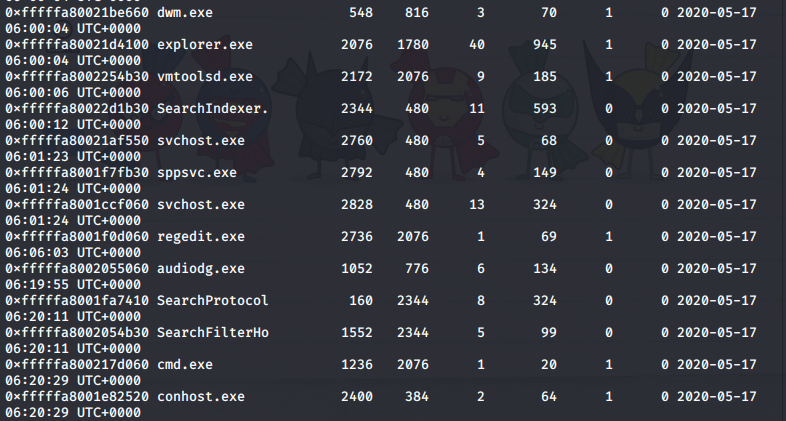 0×fffffa80021be660 dwm.exe 548 816 3 70 1 0 2020-05-17
06:00:04 UTC+0000
0×fffffa80021d4100 explorer.exe 2076 1780 40 945 1 0 2020-05-17
06:00:04 UTC+0000
0×fffffa8002254b30 vmtoolsd.exe 2172 2076 9 185 1 0 2020-05-17
06:00:06 UTC+0000
0×fffffa80022d1b30 SearchIndexer. 2344 480 11 593 0 0 2020-05-17
06:00:12 UTC+0000
0×fffffa80021af550 svchost.exe 2760 480 5 68 0 0 2020-05-17
06:01:23 UTC+0000
0×fffffa8001f7fb30 sppsvc.exe 2792 480 4 149 0 0 2020-05-17
06:01:24 UTC+0000
0×fffffa8001ccf060 svchost.exe 2828 480 13 324 0 0 2020-05-17
06:01:24 UTC+0000
0×fffffa8001f0d060 regedit.exe 2736 2076 1 69 1 0 2020-05-17
06:06:03 UTC+0000
0×fffffa8002055060 audiodg.exe 1052 776 6 134 0 0 2020-05-17
06:19:55 UTC+0000
0×fffffa8001fa7410 SearchProtocol 160 2344 8 324 0 0 2020-05-17
06:20:11 UTC+0000
0×fffffa8002054b30 SearchFilterHo 1552 2344 5 99 0 0 2020-05-17
06:20:11 UTC+0000
0×fffffa800217d060 cmd.exe 1236 2076 1 20 1 0 2020-05-17
06:20:29 UTC+0000
0×fffffa8001e82520 conhost.exe 2400 384 2 64 1 0 2020-05-17
06:20:29 UTC+0000